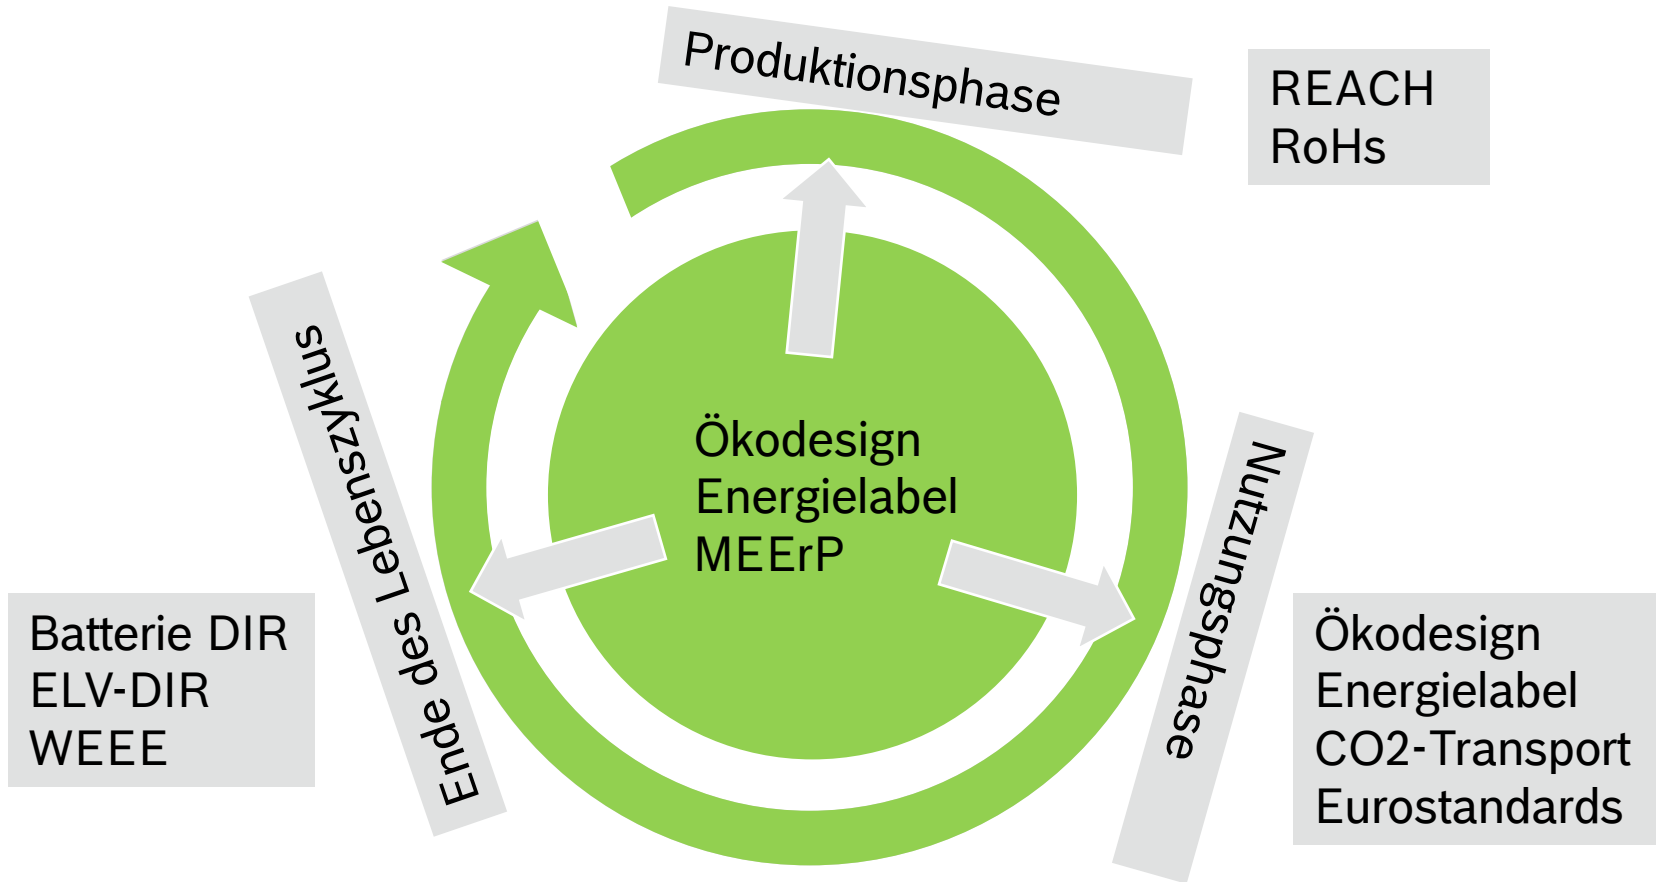 Produktionsphase
REACH
RoHs
Ende des Lebenszyklus
Ökodesign
Energielabel
MEErP
Nutzungsphase
Batterie DIR
ELV-DIR
WEEE
Ökodesign
Energielabel
CO2-Transport
Eurostandards